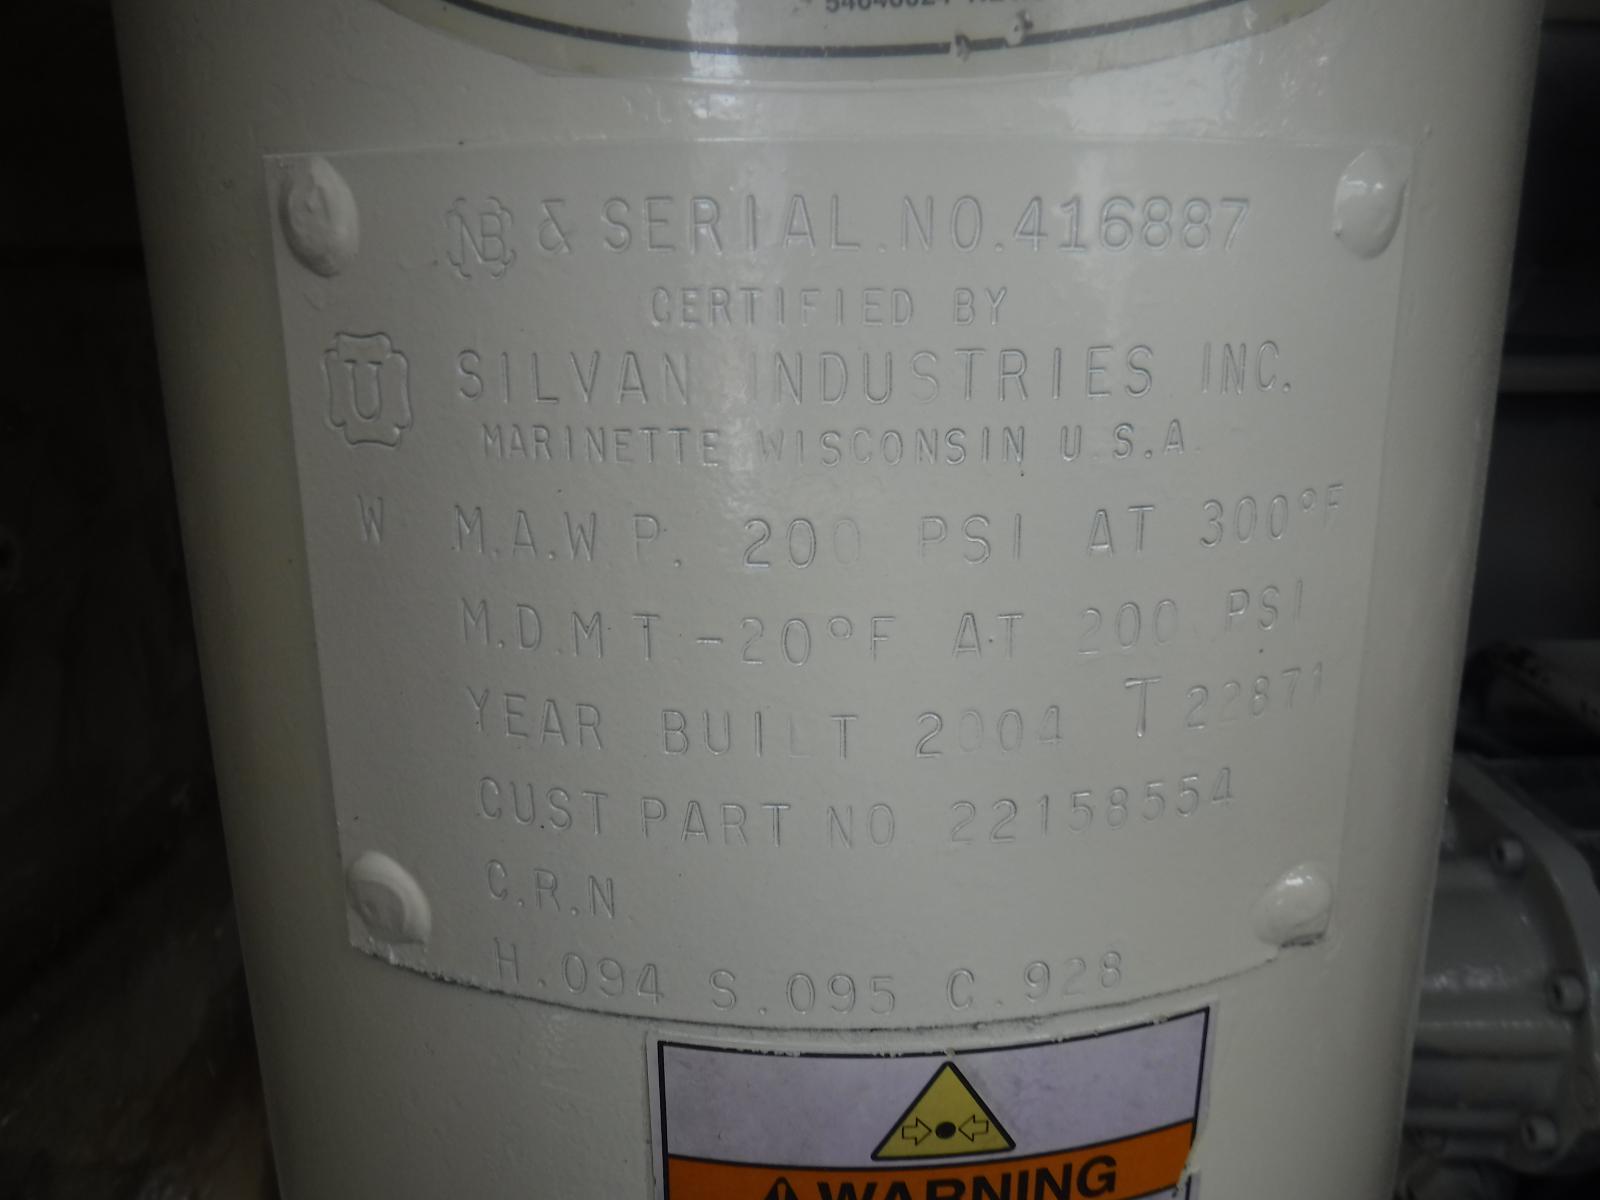 NB & SERIAL NO. 416887
CERTIFIED BY
U SILVAN INDUSTRIES INC.
MARINETTE WISCONSIN U.S.A.
W M.A.W.P. 200 PSI AT 300°F
M.D.M.T. -20°F AT 200 PSI
YEAR BUILT 2004 T 22871
CUST PART NO 22158554
C.R.N
H .094 S .095 C .928
WARNING